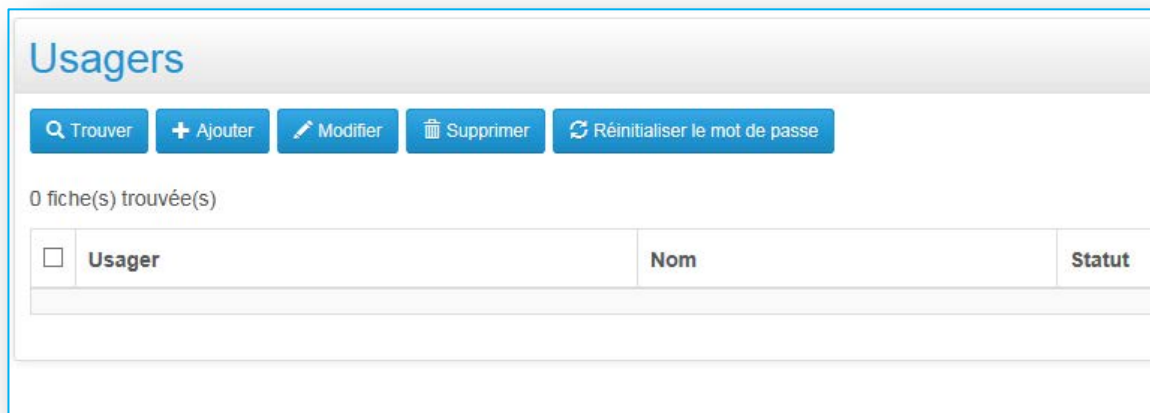 Usagers
Trouver Ajouter Modifier Supprimer Réinitialiser le mot de passe
0 fiche(s) trouvée(s)
Usager Nom Statut